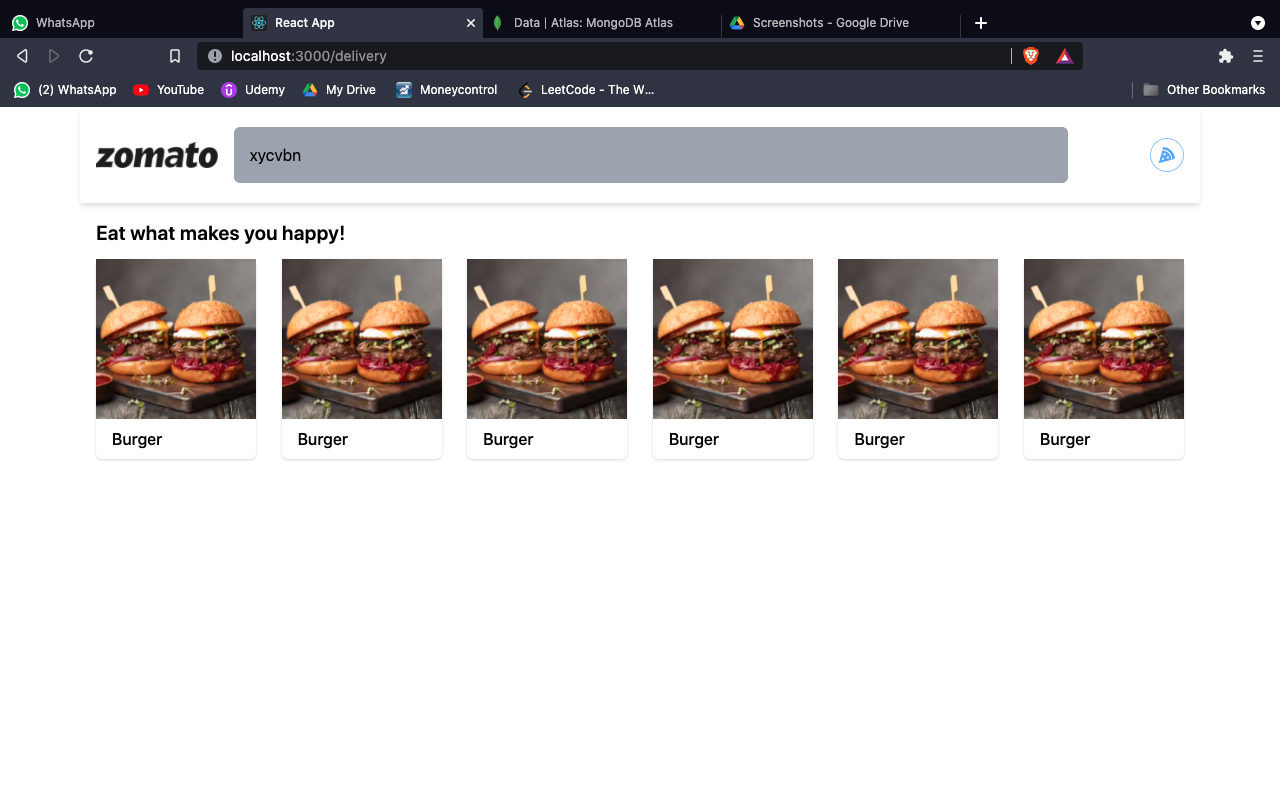 WhatsApp
React App
Data | Atlas: MongoDB Atlas
Screenshots - Google Drive
localhost:3000/delivery
(2) WhatsApp
YouTube
Udemy
My Drive
Moneycontrol
LeetCode - The W...
Other Bookmarks
zomato
xycvbn
Eat what makes you happy!
Burger
Burger
Burger
Burger
Burger
Burger